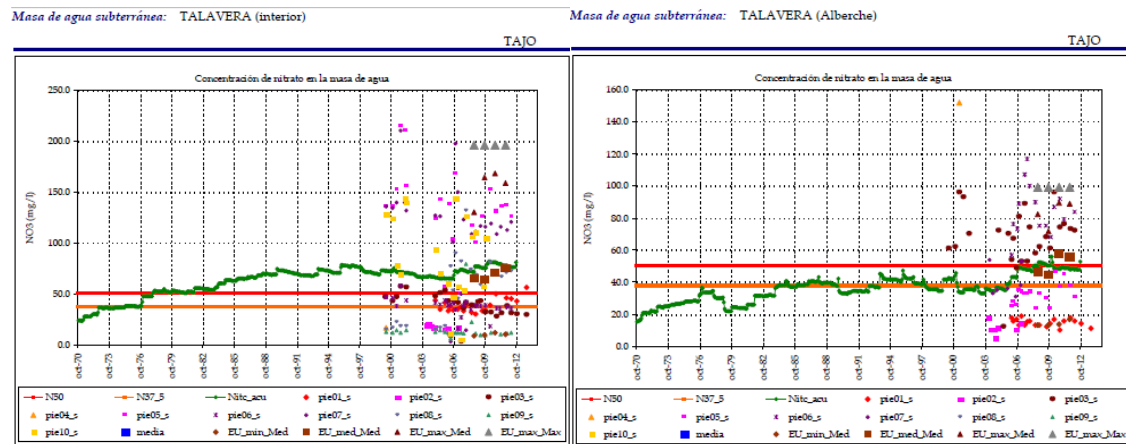 Masa de agua subterránea: TALAVERA (interior)
TAJO
Concentración de nitrato en la masa de agua
NO3 (mg/l)
250.0
200.0
150.0
100.0
50.0
0.0
oct-70 oct-73 oct-76 oct-79 oct-82 oct-85 oct-88 oct-91 oct-94 oct-97 oct-00 oct-03 oct-06 oct-09 oct-12
N50 N37_5 Nitc_acu pie01_s pie02_s pie03_s
pie04_s pie05_s pie06_s pie07_s pie08_s pie09_s
pie10_s media EU_min_Med EU_med_Med EU_max_Med EU_max_Max
Masa de agua subterránea: TALAVERA (Alberche)
TAJO
Concentración de nitrato en la masa de agua
NO3 (mg/l)
160.0
140.0
120.0
100.0
80.0
60.0
40.0
20.0
0.0
oct-70 oct-73 oct-76 oct-79 oct-82 oct-85 oct-88 oct-91 oct-94 oct-97 oct-00 oct-03 oct-06 oct-09 oct-12
N50 N37_5 Nitc_acu pie01_s pie02_s pie03_s
pie04_s pie05_s pie06_s pie07_s pie08_s pie09_s
pie10_s media EU_min_Med EU_med_Med EU_max_Med EU_max_Max